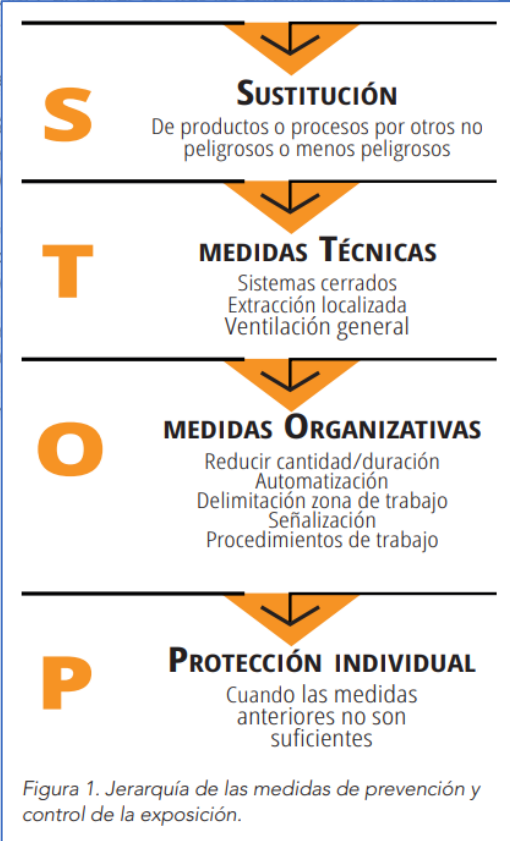 S
SUSTITUCIÓN
De productos o procesos por otros no
peligrosos o menos peligrosos
T
MEDIDAS TÉCNICAS
Sistemas cerrados
Extracción localizada
Ventilación general
O
MEDIDAS ORGANIZATIVAS
Reducir cantidad/duración
Automatización
Delimitación zona de trabajo
Señalización
Procedimientos de trabajo
P
PROTECCIÓN INDIVIDUAL
Cuando las medidas
anteriores no son
suficientes
Figura 1. Jerarquía de las medidas de prevención y
control de la exposición.